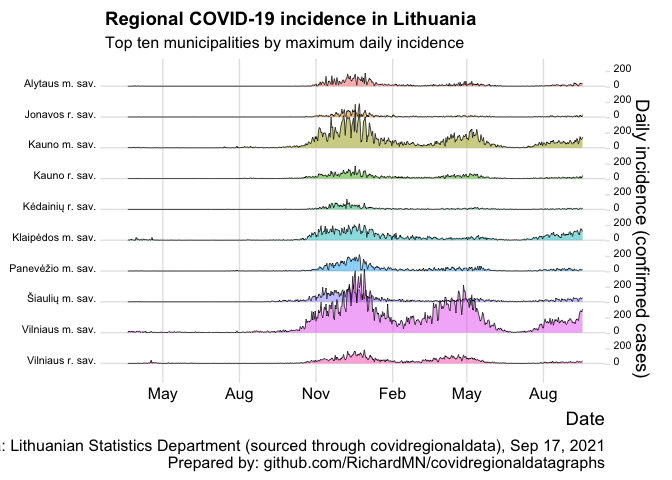 Regional COVID-19 incidence in Lithuania
Top ten municipalities by maximum daily incidence
Alytaus m. sav.
Jonavos r. sav.
Kauno m. sav.
Kauno r. sav.
Kėdainių r. sav.
Klaipėdos m. sav.
Panevėžio m. sav.
Šiaulių m. sav.
Vilniaus m. sav.
Vilniaus r. sav.
200
0
200
0
200
0
200
0
200
0
200
0
200
0
200
0
200
0
200
0
Daily incidence (confirmed cases)
May Aug Nov Feb May Aug
Date
: Lithuanian Statistics Department (sourced through covidregionaldata), Sep 17, 2021
Prepared by: github.com/RichardMN/covidregionaldatagraphs